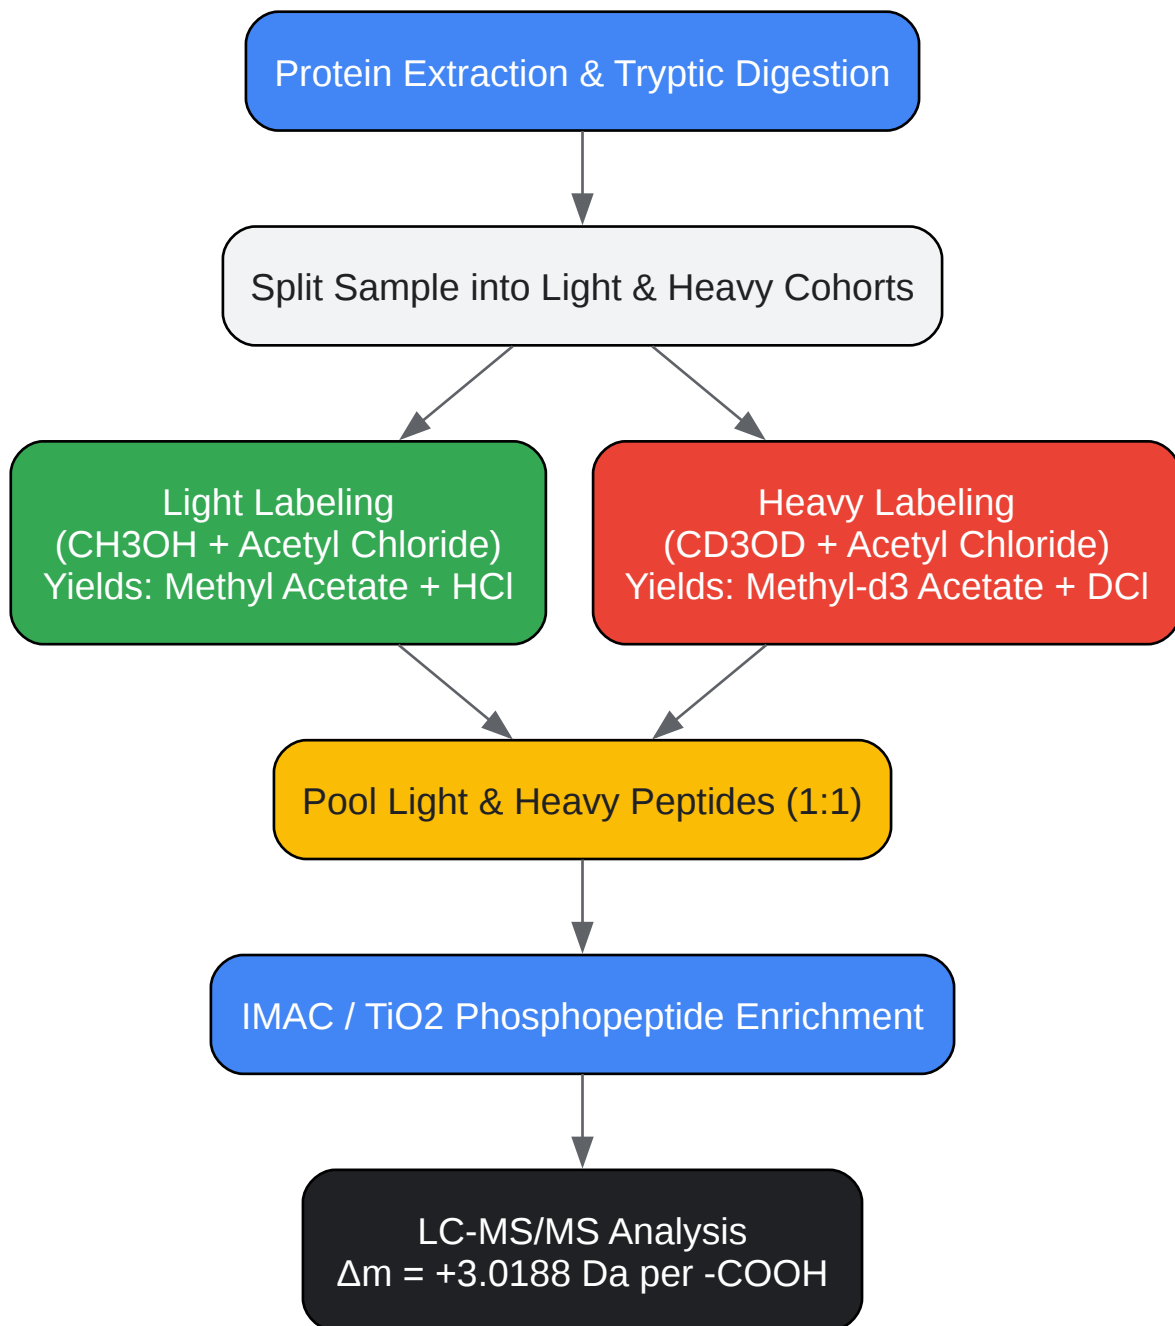 Protein Extraction & Tryptic Digestion
Split Sample into Light & Heavy Cohorts
Light Labeling
(CH3OH + Acetyl Chloride)
Yields: Methyl Acetate + HCl
Heavy Labeling
(CD3OD + Acetyl Chloride)
Yields: Methyl-d3 Acetate + DCl
Pool Light & Heavy Peptides (1:1)
IMAC / TiO2 Phosphopeptide Enrichment
LC-MS/MS Analysis
Δm = +3.0188 Da per -COOH